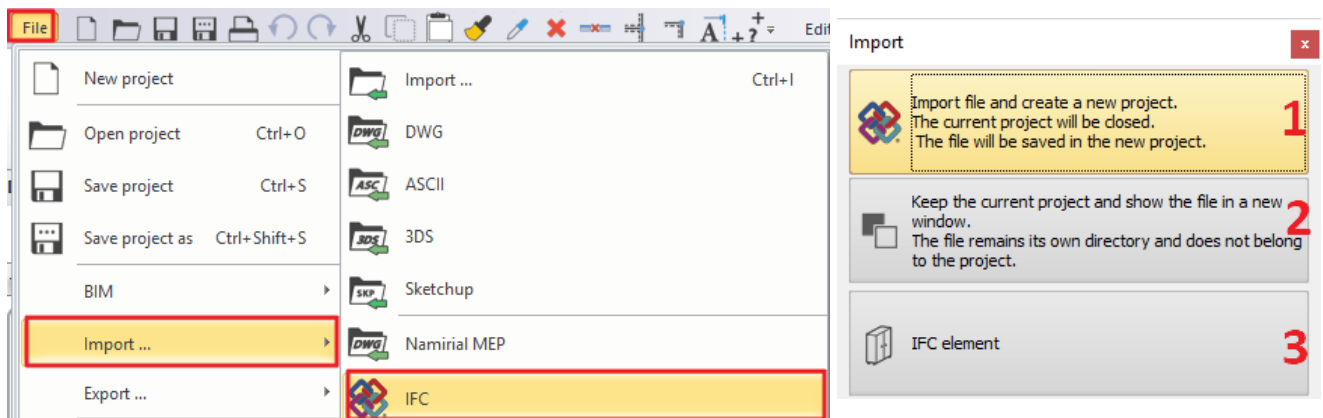 File
A
+
+?
Edi
New project
Open project Ctrl+O
Save project Ctrl+S
Save project as Ctrl+Shift+S
BIM
Import ...
Export ...
Import ... Ctrl+I
DWG DWG
ASC ASCII
3DS 3DS
SKP Sketchup
DWG Namirial MEP
IFC
Import
x
Import file and create a new project.
The current project will be closed.
The file will be saved in the new project.
1
Keep the current project and show the file in a new
window.
The file remains its own directory and does not belong
to the project.
2
IFC element
3